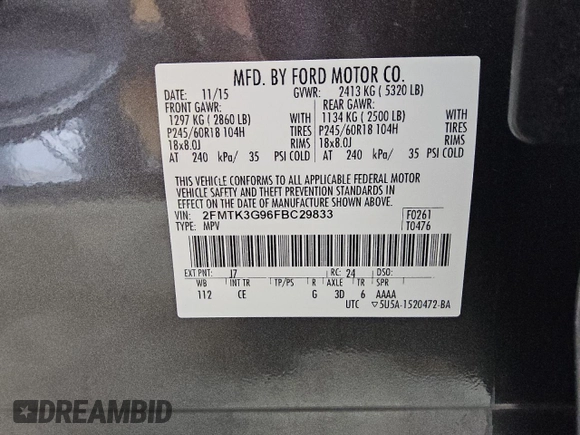 MFD. BY FORD MOTOR CO.
DATE: 11/15 GVWR: 2413 KG ( 5320 LB)
FRONT GAWR: REAR GAWR:
1297 KG ( 2860 LB) WITH 1134 KG ( 2500 LB) WITH
P245/60R18 104H TIRES P245/60R18 104H TIRES
18x8.0J RIMS 18x8.0J RIMS
AT 240 kPa/ 35 PSI COLD AT 240 kPa/ 35 PSI COLD
THIS VEHICLE CONFORMS TO ALL APPLICABLE FEDERAL MOTOR
VEHICLE SAFETY AND THEFT PREVENTION STANDARDS IN
EFFECT ON THE DATE OF MANUFACTURE SHOWN ABOVE.
VIN: 2FMTK3G96FBC29833 F0261
TYPE: MPV T0476
EXT PNT: J7 RC: 24 DSO:
WB INT TR TP/PS R AXLE TR SPR
112 CE G 3D 6 AAAA
UTC ▽5U5A-1520472-BA
DREAMBID